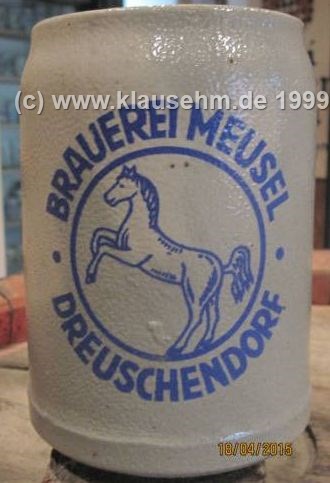 (c) www.klausehm.de 1999
BRAUEREI MEUSEL
DREUSCHENDORF
18/04/2015